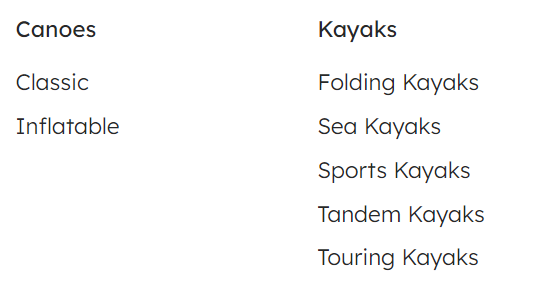 Canoes
Classic
Inflatable
Kayaks
Folding Kayaks
Sea Kayaks
Sports Kayaks
Tandem Kayaks
Touring Kayaks